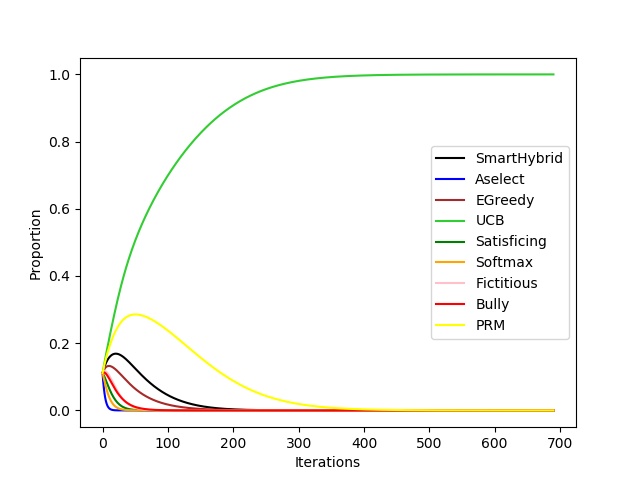 1.0
0.8
0.6
0.4
0.2
0.0
Proportion
SmartHybrid
Aselect
EGreedy
UCB
Satisficing
Softmax
Fictitious
Bully
PRM
0 100 200 300 400 500 600 700
Iterations